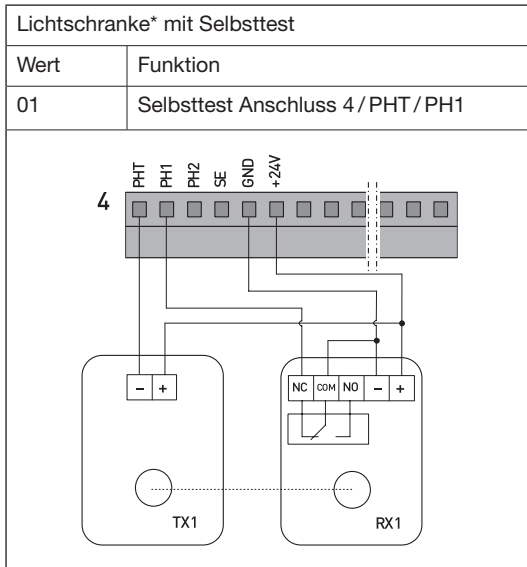 Lichtschranke* mit Selbsttest
Wert Funktion
01 Selbsttest Anschluss 4 / PHT / PH1
4 PHT PH1 PH2 SE GND +24V
- + NC COM NO - +
TX1 RX1